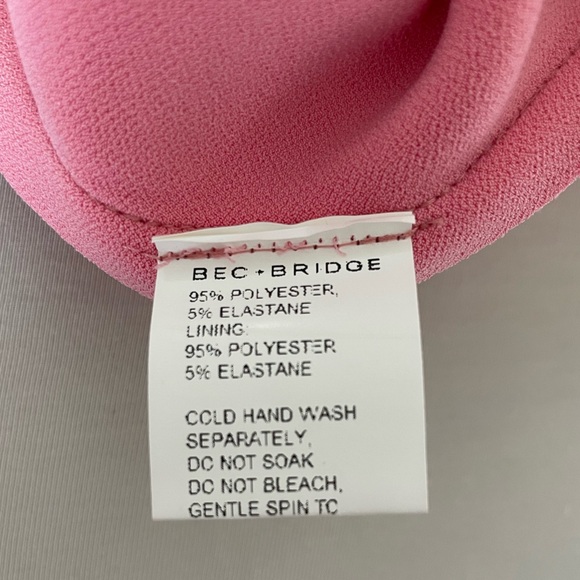 BEC + BRIDGE
95% POLYESTER,
5% ELASTANE
LINING:
95% POLYESTER
5% ELASTANE
COLD HAND WASH
SEPARATELY,
DO NOT SOAK
DO NOT BLEACH,
GENTLE SPIN TO